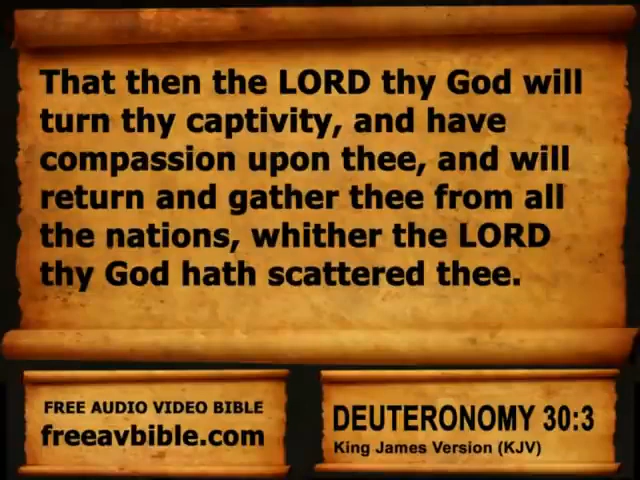 That then the LORD thy God will
turn thy captivity, and have
compassion upon thee, and will
return and gather thee from all
the nations, whither the LORD
thy God hath scattered thee.
FREE AUDIO VIDEO BIBLE
freeavbible.com
DEUTERONOMY 30:3
King James Version (KJV)